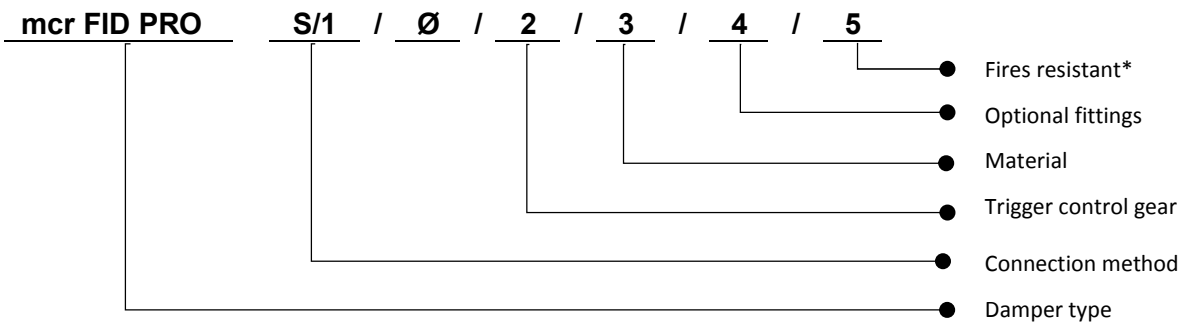 mcr FID PRO S/1 / Ø / 2 / 3 / 4 / 5
Fires resistant*
Optional fittings
Material
Trigger control gear
Connection method
Damper type